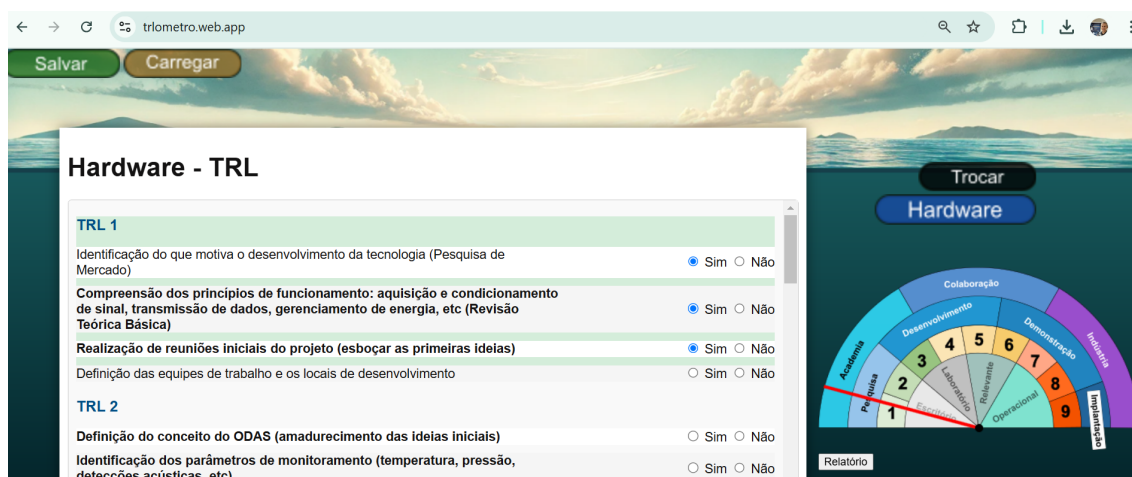 trlometro.web.app
Salvar
Carregar
Hardware - TRL
TRL 1
Identificação do que motiva o desenvolvimento da tecnologia (Pesquisa de
Mercado)
Sim
Não
Compreensão dos princípios de funcionamento: aquisição e condicionamento
de sinal, transmissão de dados, gerenciamento de energia, etc (Revisão
Teórica Básica)
Sim
Não
Realização de reuniões iniciais do projeto (esboçar as primeiras ideias)
Sim
Não
Definição das equipes de trabalho e os locais de desenvolvimento
Sim
Não
TRL 2
Definição do conceito do ODAS (amadurecimento das ideias iniciais)
Sim
Não
Identificação dos parâmetros de monitoramento (temperatura, pressão,
detecções acústicas, etc)
Sim
Não
Trocar
Hardware
Academia
Colaboração
Indústria
Pesquisa
Desenvolvimento
Demonstração
Implantação
1
2
3
4
5
6
7
8
9
Escritório
Laboratório
Relevante
Operacional
Relatório